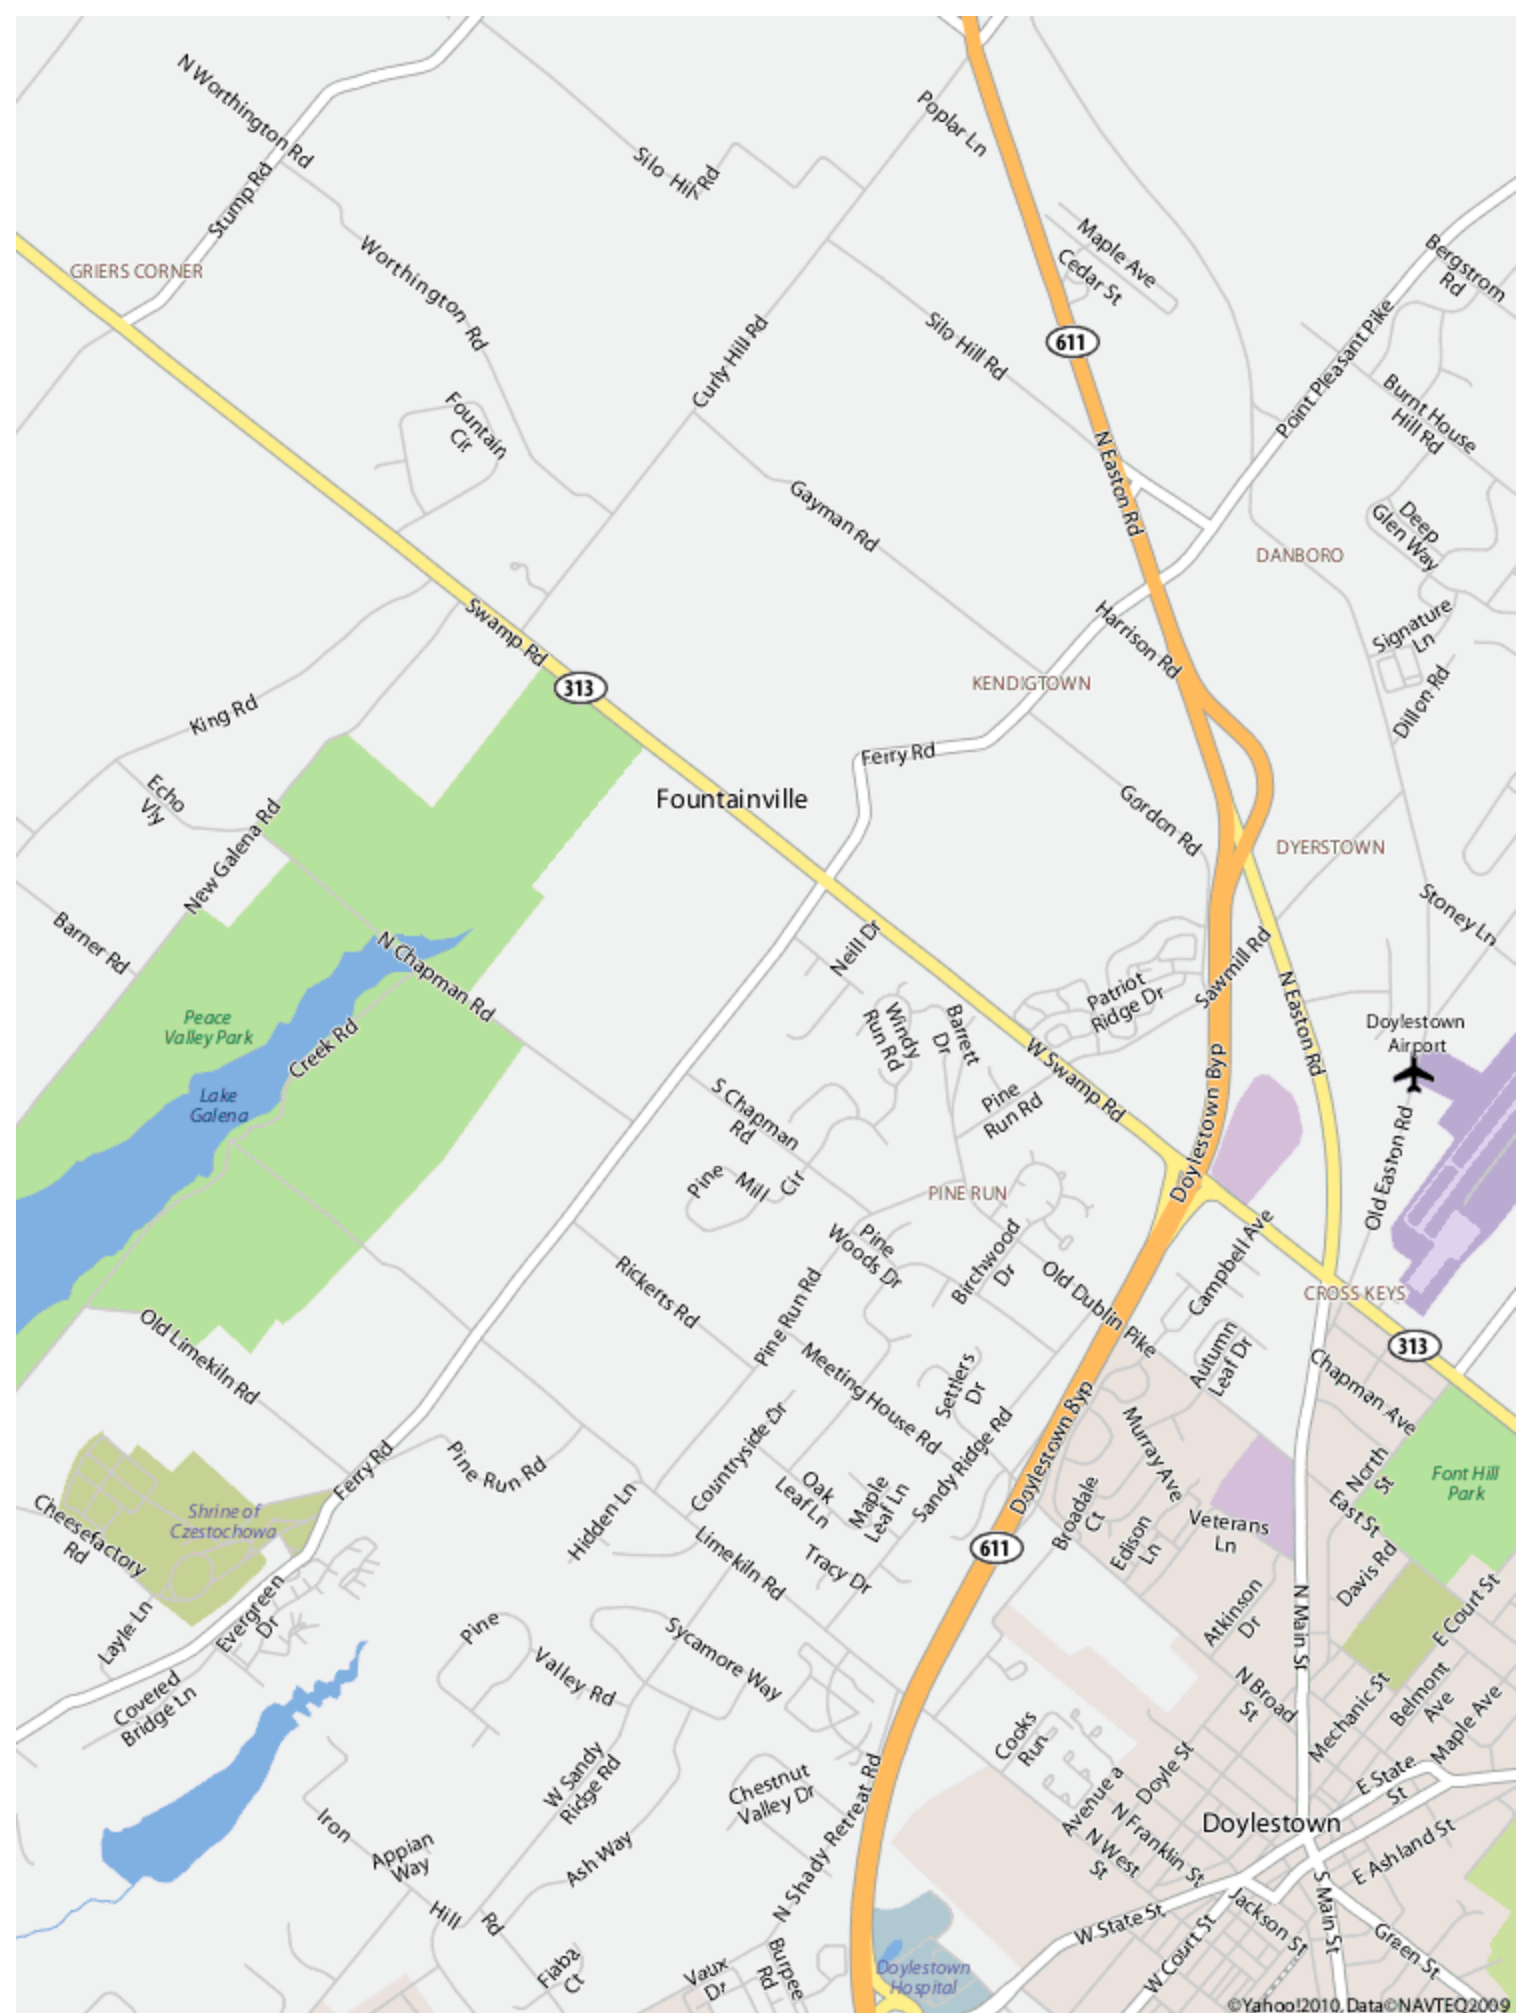 N Worthington Rd
Stump Rd
GRIERS CORNER
Worthington Rd
Silo Hill Rd
Poplar Ln
Maple Ave
Cedar St
Bergstrom
Rd
Silo Hill Rd
611
Point Pleasant Pike
Curly Hill Rd
Fountain
Cir
Burnt House
Hill Rd
N Easton Rd
Gayman Rd
Deep
Glen Way
DANBORO
Swamp Rd
Harrison Rd
Signature
Ln
313
KENDIGTOWN
Dillon Rd
King Rd
Ferry Rd
Echo
Vly
Fountainville
Gordon Rd
New Galena Rd
DYERSTOWN
Barner Rd
Stoney Ln
N Chapman Rd
Neill Dr
Sawmill Rd
Patriot
Ridge Dr
N Easton Rd
Peace
Valley Park
Creek Rd
Windy
Run Rd
Barrett
Dr
Doylestown
Airport
W Swamp Rd
Lake
Galena
S Chapman
Rd
Pine
Run Rd
Doylestown Byp
Old Easton Rd
Pine Mill Cir
PINE RUN
Pine
Woods Dr
Birchwood
Dr
Campbell Ave
Rickerts Rd
Old Dublin Pike
CROSS KEYS
Old Limekiln Rd
Pine Run Rd
313
Meeting House Rd
Settlers
Dr
Autumn
Leaf Dr
Chapman Ave
Doylestown Byp
Countryside Dr
Murray Ave
Ferry Rd
Pine Run Rd
Sandy Ridge Rd
North
St
Font Hill
Park
Oak
Leaf Ln
Maple
Leaf Ln
Hidden Ln
Broadale
Ct
East St
Shrine of
Czestochowa
Cheesefactory
Rd
Veterans
Ln
Edison
Ln
611
Limekiln Rd
Tracy Dr
Davis Rd
Layle Ln
Evergreen
Dr
Atkinson
Dr
N Main St
E Court St
Pine
Valley Rd
Sycamore Way
Covered
Bridge Ln
N Broad
St
Mechanic St
Belmont
Ave
Maple Ave
Cooks
Run
W Sandy
Ridge Rd
Doyle St
E State
St
Chestnut
Valley Dr
Avenue a
N Shady Retreat Rd
Iron
Appian
Way
Ash Way
N Franklin St
N West
St
Doylestown
E Ashland St
Hill
Rd
W State St
Jackson St
S Main St
W Court St
Green St
Fiaba
Ct
Vaux
Dr
Burpee
Rd
Doylestown
Hospital
©Yahoo!2010, Data©NAVTEQ2009